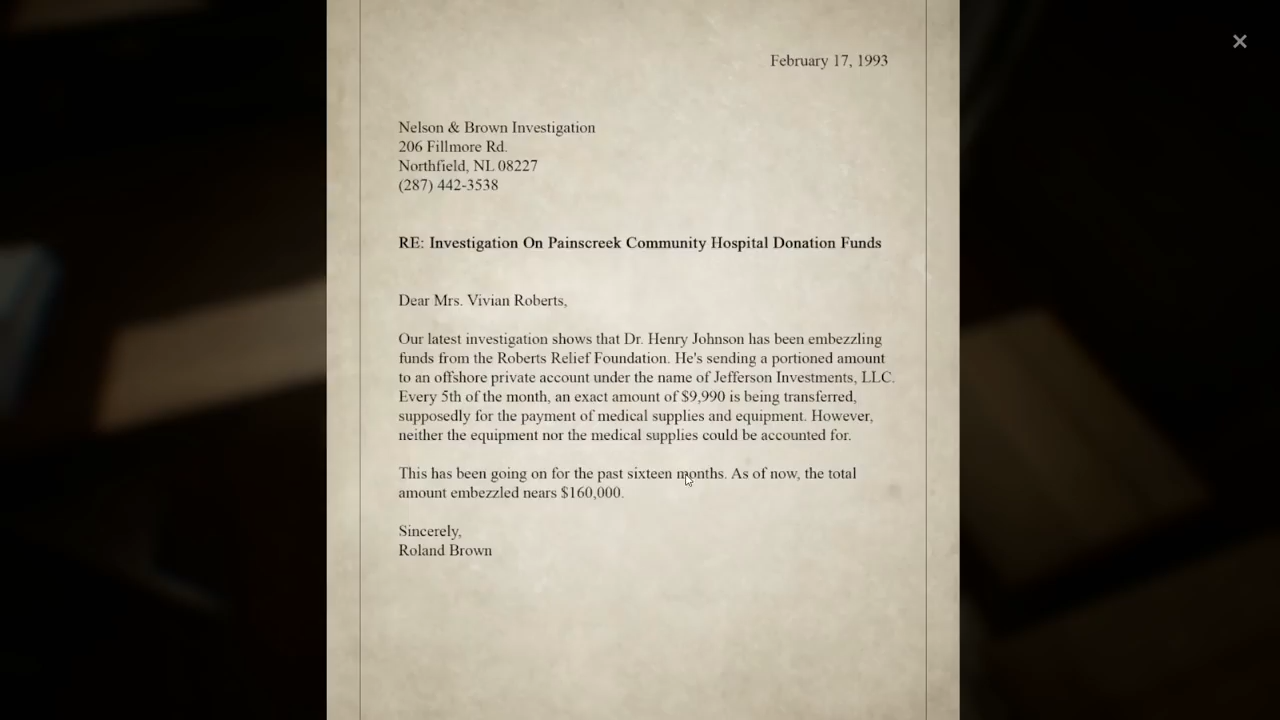 February 17, 1993
Nelson & Brown Investigation
206 Fillmore Rd.
Northfield, NL 08227
(287) 442-3538
RE: Investigation On Painscreek Community Hospital Donation Funds
Dear Mrs. Vivian Roberts,
Our latest investigation shows that Dr. Henry Johnson has been embezzling
funds from the Roberts Relief Foundation. He's sending a portioned amount
to an offshore private account under the name of Jefferson Investments, LLC.
Every 5th of the month, an exact amount of $9,990 is being transferred,
supposedly for the payment of medical supplies and equipment. However,
neither the equipment nor the medical supplies could be accounted for.
This has been going on for the past sixteen months. As of now, the total
amount embezzled nears $160,000.
Sincerely,
Roland Brown